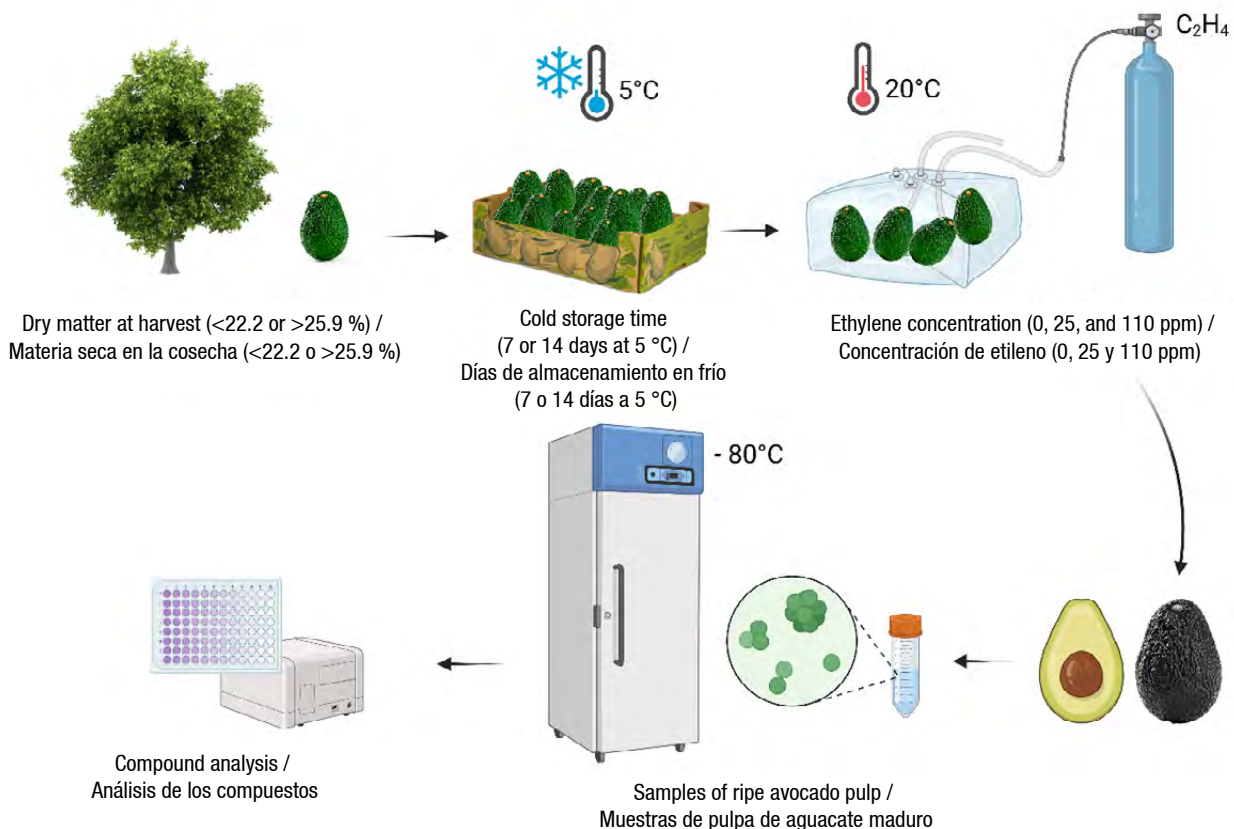 C₂H₄
5°C
20°C
Dry matter at harvest (<22.2 or >25.9 %) /
Materia seca en la cosecha (<22.2 o >25.9 %)
Cold storage time
(7 or 14 days at 5 °C) /
Días de almacenamiento en frío
(7 o 14 días a 5 °C)
Ethylene concentration (0, 25, and 110 ppm) /
Concentración de etileno (0, 25 y 110 ppm)
- 80°C
Compound analysis /
Análisis de los compuestos
Samples of ripe avocado pulp /
Muestras de pulpa de aguacate maduro